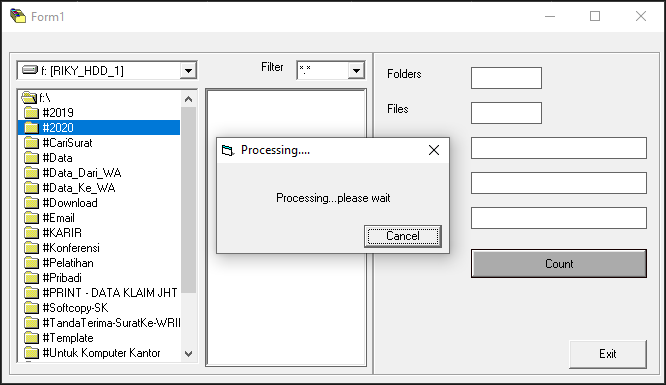 Form1
f: [RIKY_HDD_1]
Filter
*.*
Folders
Files
f:\
#2019
#2020
#CariSurat
#Data
#Data_Dari_WA
#Data_Ke_WA
#Download
#Email
#KARIR
#Konferensi
#Pelatihan
#Pribadi
#PRINT - DATA KLAIM JHT
#Softcopy-SK
#TandaTerima-SuratKe-WRII
#Template
#Untuk Komputer Kantor
Processing....
Processing...please wait
Cancel
Count
Exit